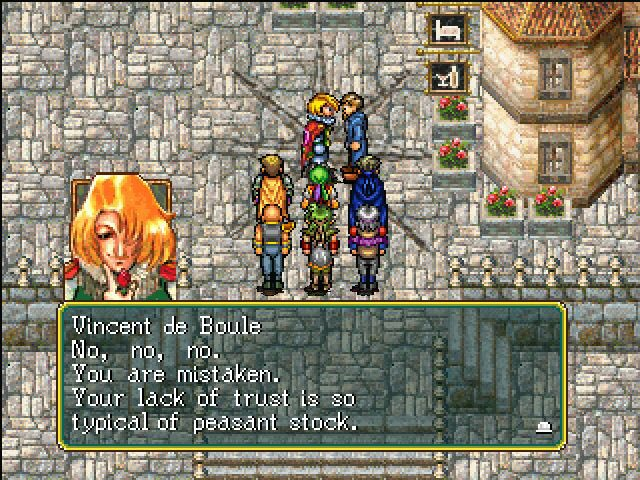 Vincent de Boule
No, no, no.
You are mistaken.
Your lack of trust is so
typical of peasant stock.